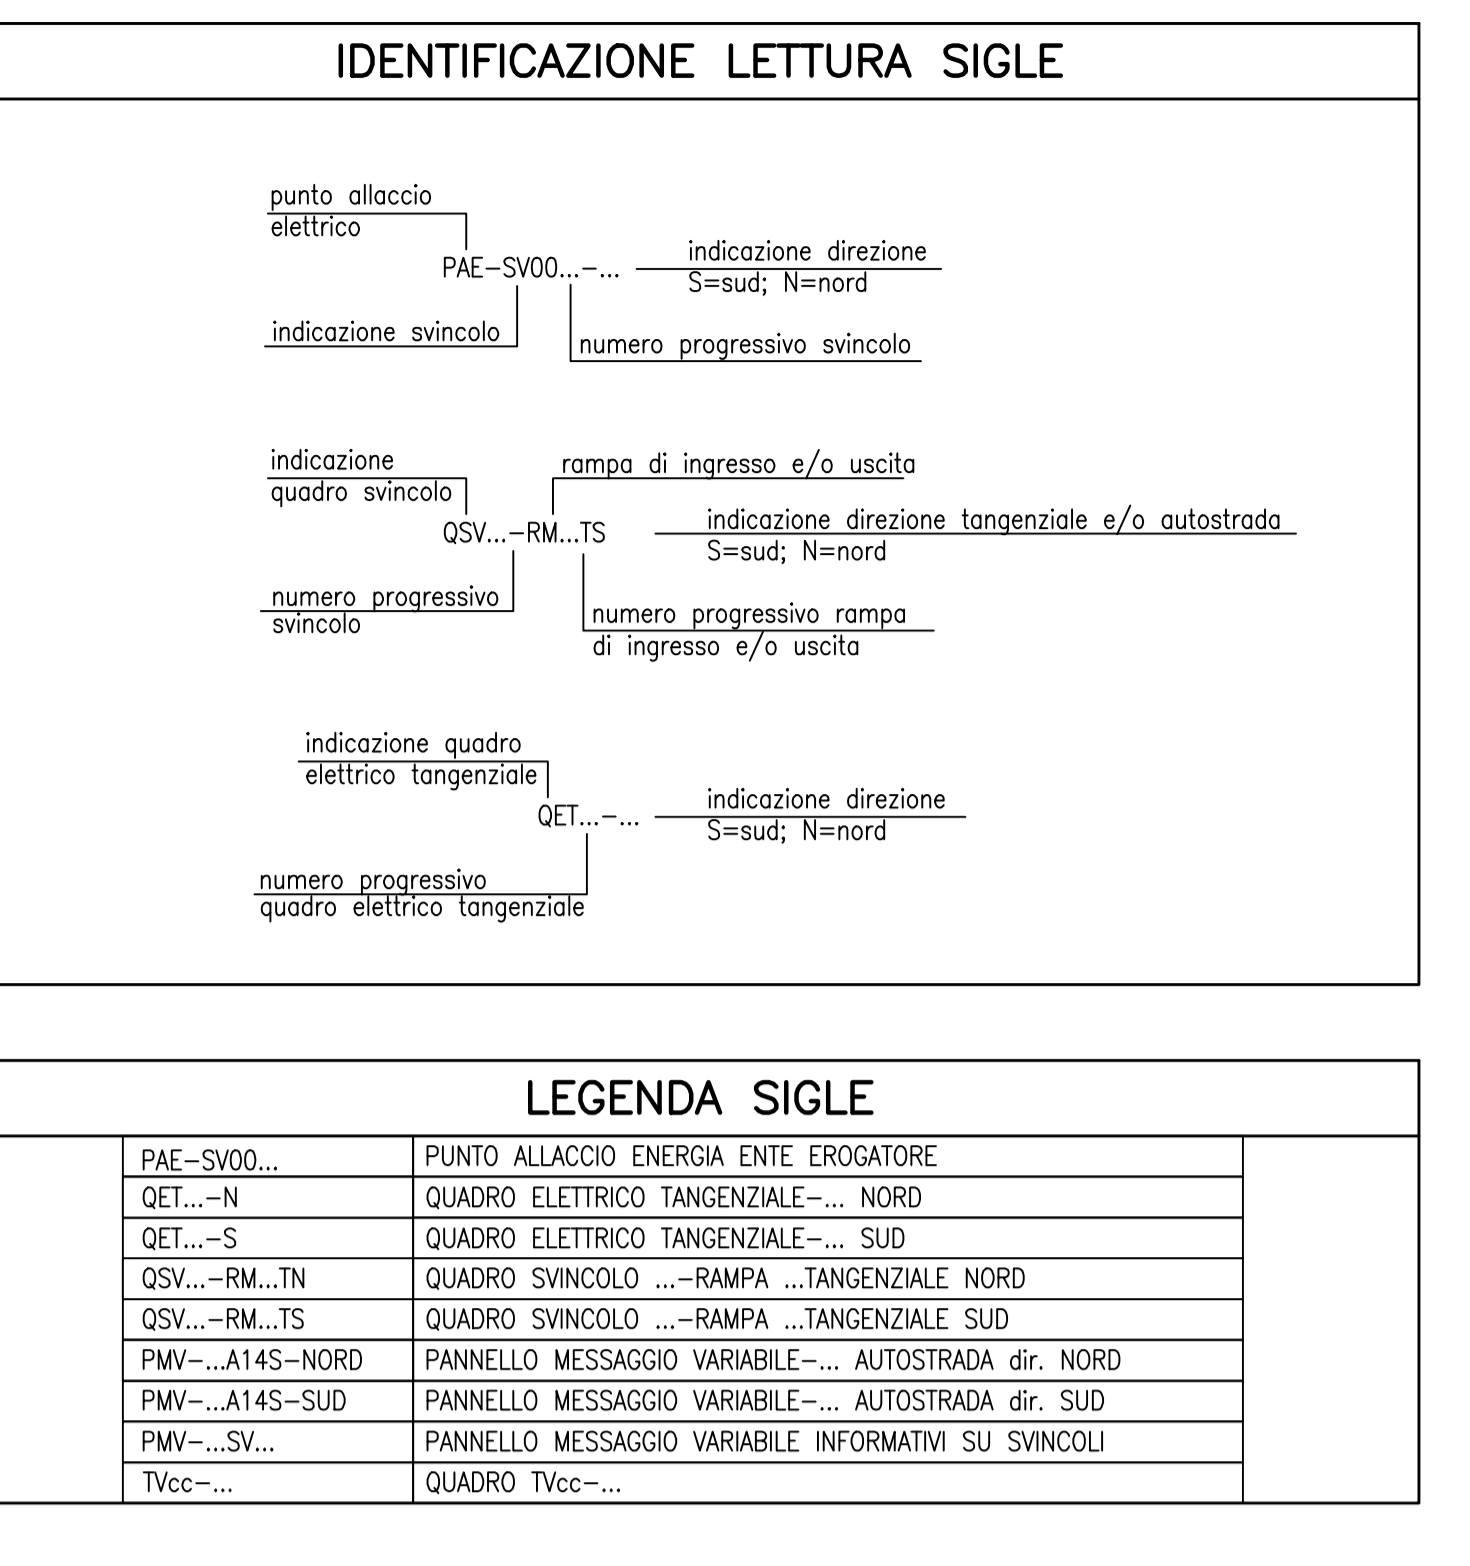 IDENTIFICAZIONE LETTURA SIGLE
punto allaccio
elettrico
PAE-SV00...-...
indicazione direzione
S=sud; N=nord
indicazione svincolo
numero progressivo svincolo
indicazione
quadro svincolo
rampa di ingresso e/o uscita
QSV...-RM...TS
indicazione direzione tangenziale e/o autostrada
S=sud; N=nord
numero progressivo
svincolo
numero progressivo rampa
di ingresso e/o uscita
indicazione quadro
elettrico tangenziale
QET...-...
indicazione direzione
S=sud; N=nord
numero progressivo
quadro elettrico tangenziale
LEGENDA SIGLE
PAE-SV00... PUNTO ALLACCIO ENERGIA ENTE EROGATORE
QET...-N QUADRO ELETTRICO TANGENZIALE-... NORD
QET...-S QUADRO ELETTRICO TANGENZIALE-... SUD
QSV...-RM...TN QUADRO SVINCOLO ...-RAMPA ...TANGENZIALE NORD
QSV...-RM...TS QUADRO SVINCOLO ...-RAMPA ...TANGENZIALE SUD
PMV-...A14S-NORD PANNELLO MESSAGGIO VARIABILE-... AUTOSTRADA dir. NORD
PMV-...A14S-SUD PANNELLO MESSAGGIO VARIABILE-... AUTOSTRADA dir. SUD
PMV-...SV... PANNELLO MESSAGGIO VARIABILE INFORMATIVI SU SVINCOLI
TVcc-... QUADRO TVcc-...